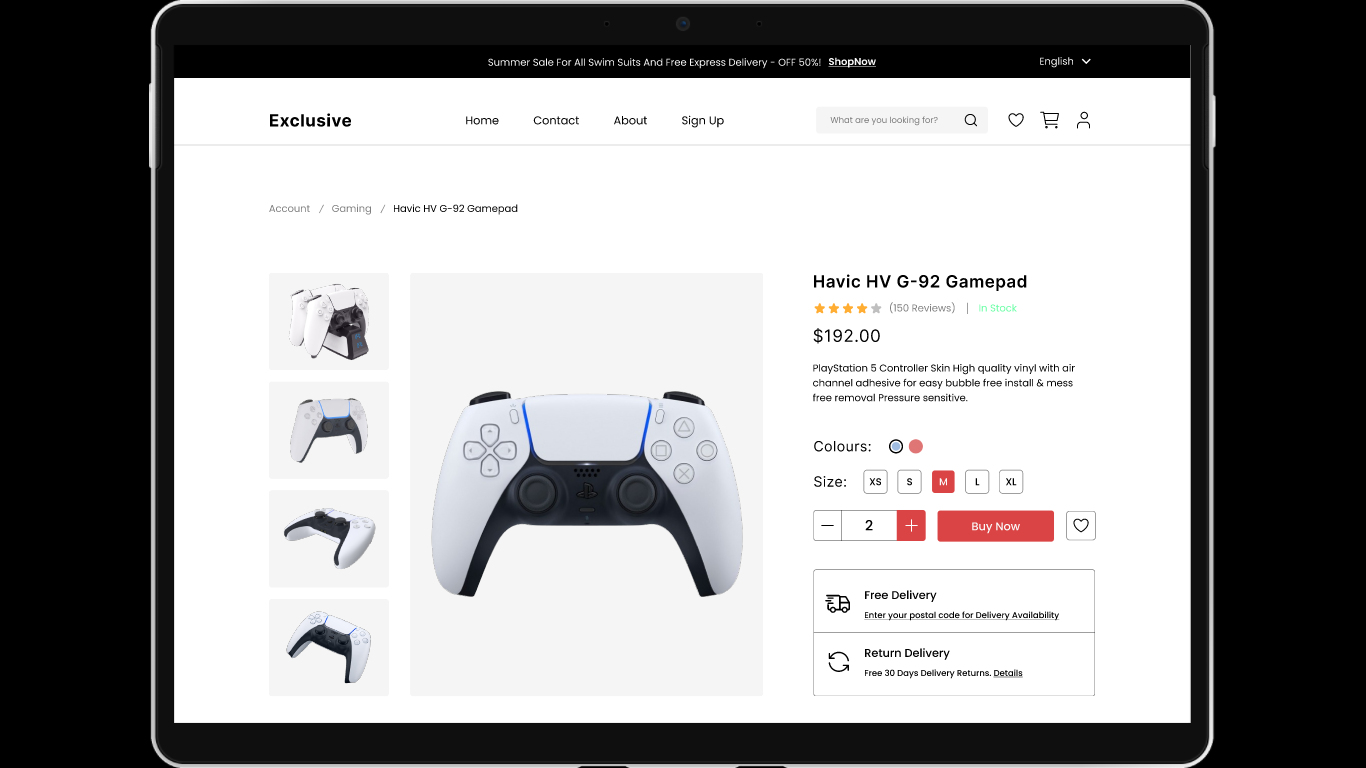 Summer Sale For All Swim Suits And Free Express Delivery - OFF 50%! ShopNow
English
Exclusive
Home Contact About Sign Up
What are you looking for?
Account / Gaming / Havic HV G-92 Gamepad
Havic HV G-92 Gamepad
(150 Reviews) | In Stock
$192.00
PlayStation 5 Controller Skin High quality vinyl with air
channel adhesive for easy bubble free install & mess
free removal Pressure sensitive.
Colours:
Size: XS S M L XL
2
Buy Now
Free Delivery
Enter your postal code for Delivery Availability
Return Delivery
Free 30 Days Delivery Returns. Details